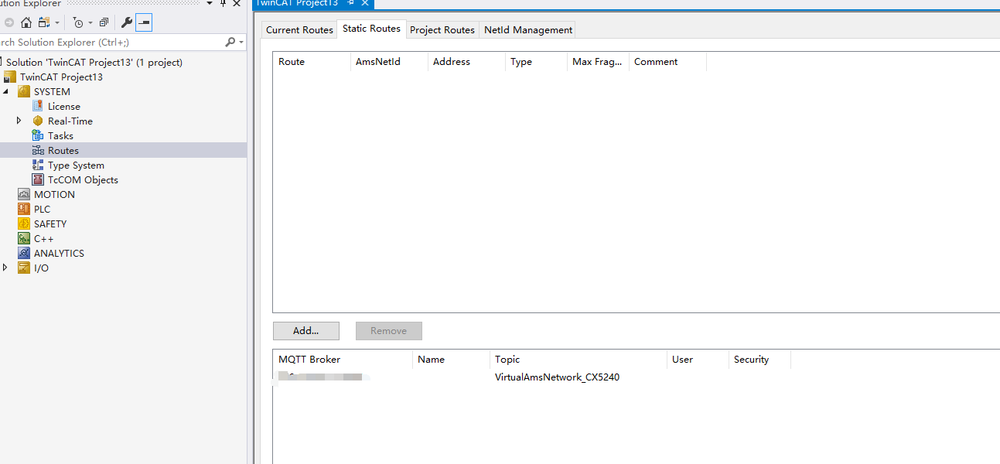 ution Explorer
TwinCAT Project13
rch Solution Explorer (Ctrl+;)
Solution 'TwinCAT Project13' (1 project)
TwinCAT Project13
SYSTEM
License
Real-Time
Tasks
Routes
Type System
TcCOM Objects
MOTION
PLC
SAFETY
C++
ANALYTICS
I/O
Current Routes Static Routes Project Routes NetId Management
Route AmsNetId Address Type Max Frag... Comment
Add... Remove
MQTT Broker Name Topic User Security
VirtualAmsNetwork_CX5240